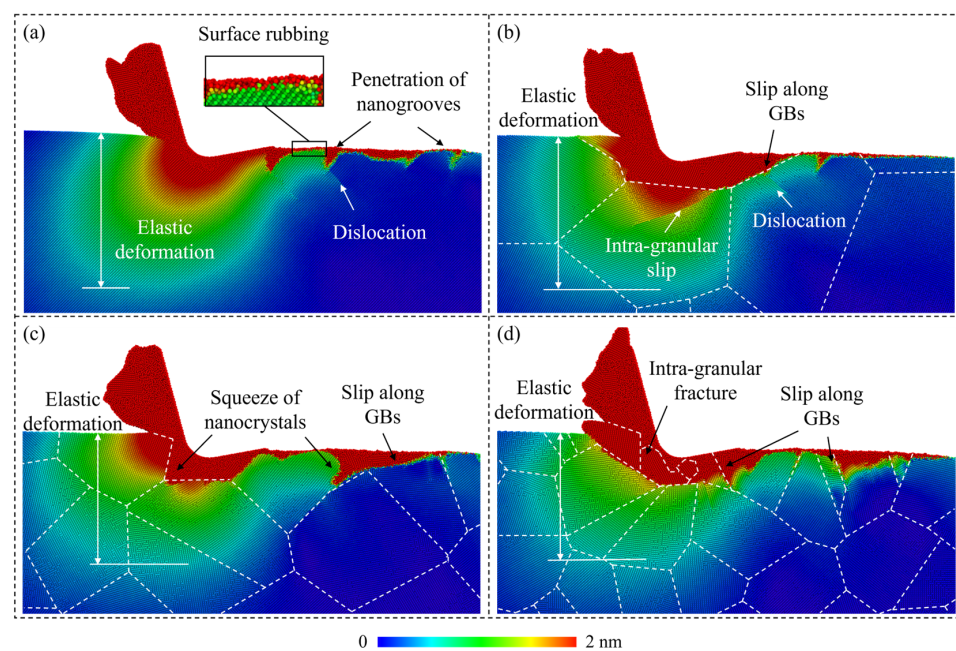 (a)
Surface rubbing
Penetration of
nanogrooves
Elastic
deformation
Dislocation
(b)
Elastic
deformation
Slip along
GBs
Intra-granular
slip
Dislocation
(c)
Elastic
deformation
Squeeze of
nanocrystals
Slip along
GBs
(d)
Elastic
deformation
Intra-granular
fracture
Slip along
GBs
0
2 nm